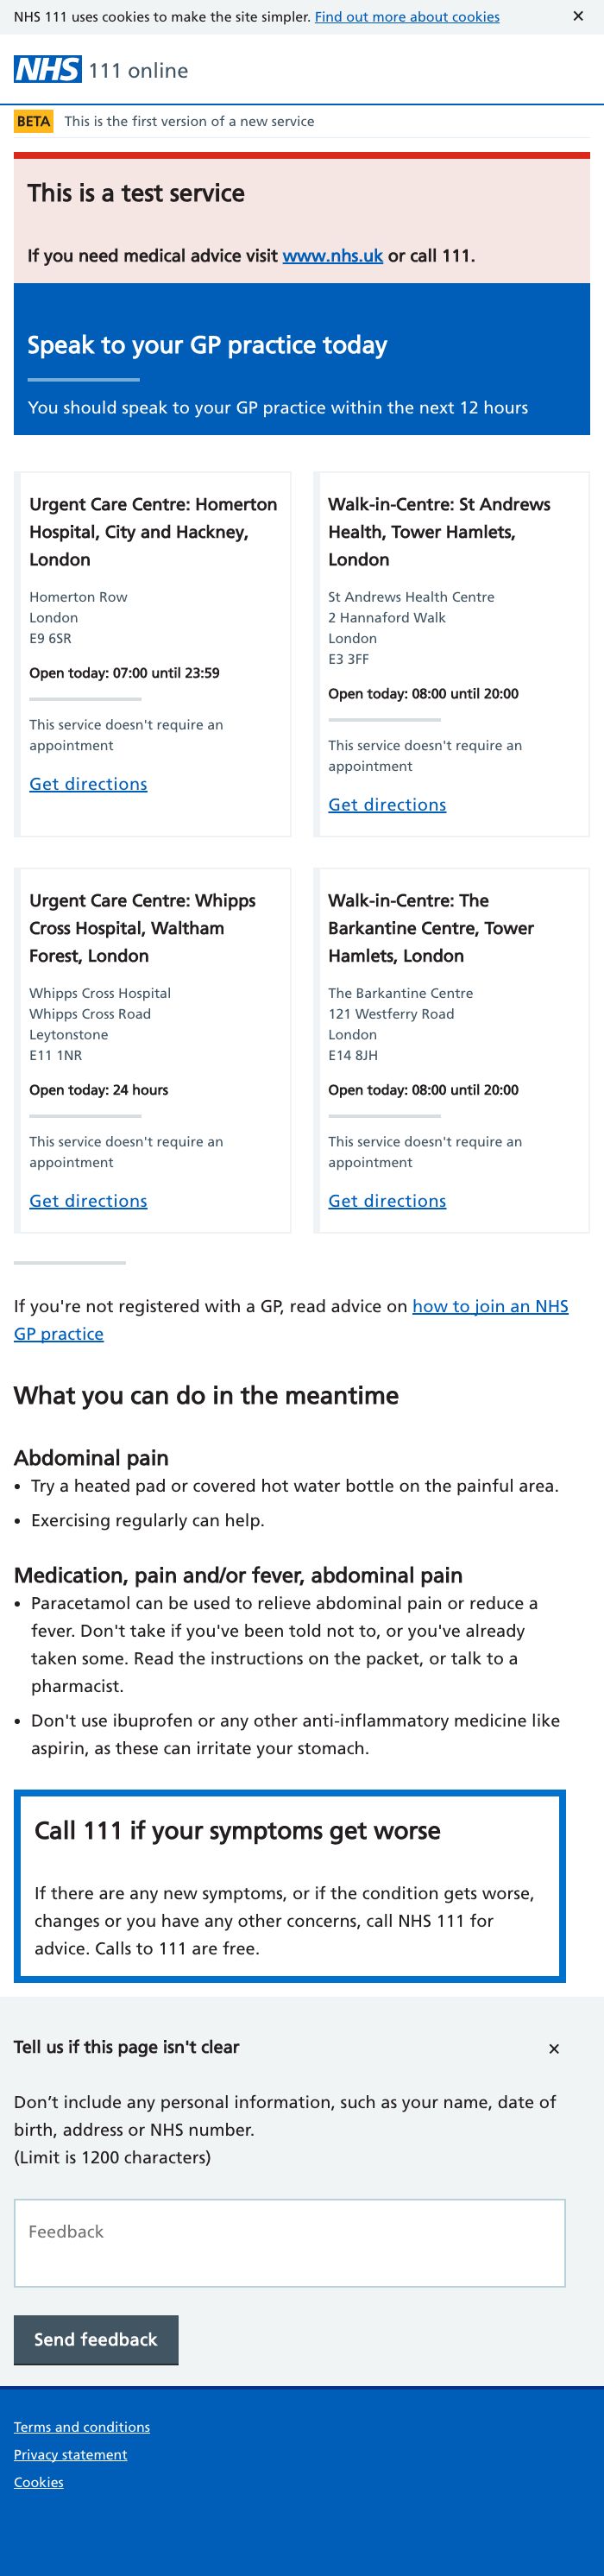 NHS 111 uses cookies to make the site simpler. Find out more about cookies ×
NHS 111 online
BETA This is the first version of a new service
This is a test service
If you need medical advice visit www.nhs.uk or call 111.
Speak to your GP practice today
You should speak to your GP practice within the next 12 hours
Urgent Care Centre: Homerton
Hospital, City and Hackney,
London
Homerton Row
London
E9 6SR
Open today: 07:00 until 23:59
This service doesn't require an
appointment
Get directions
Walk-in-Centre: St Andrews
Health, Tower Hamlets,
London
St Andrews Health Centre
2 Hannaford Walk
London
E3 3FF
Open today: 08:00 until 20:00
This service doesn't require an
appointment
Get directions
Urgent Care Centre: Whipps
Cross Hospital, Waltham
Forest, London
Whipps Cross Hospital
Whipps Cross Road
Leytonstone
E11 1NR
Open today: 24 hours
This service doesn't require an
appointment
Get directions
Walk-in-Centre: The
Barkantine Centre, Tower
Hamlets, London
The Barkantine Centre
121 Westferry Road
London
E14 8JH
Open today: 08:00 until 20:00
This service doesn't require an
appointment
Get directions
If you're not registered with a GP, read advice on how to join an NHS
GP practice
What you can do in the meantime
Abdominal pain
• Try a heated pad or covered hot water bottle on the painful area.
• Exercising regularly can help.
Medication, pain and/or fever, abdominal pain
• Paracetamol can be used to relieve abdominal pain or reduce a
fever. Don't take if you've been told not to, or you've already
taken some. Read the instructions on the packet, or talk to a
pharmacist.
• Don't use ibuprofen or any other anti-inflammatory medicine like
aspirin, as these can irritate your stomach.
Call 111 if your symptoms get worse
If there are any new symptoms, or if the condition gets worse,
changes or you have any other concerns, call NHS 111 for
advice. Calls to 111 are free.
Tell us if this page isn't clear ×
Don’t include any personal information, such as your name, date of
birth, address or NHS number.
(Limit is 1200 characters)
Feedback
Send feedback
Terms and conditions
Privacy statement
Cookies